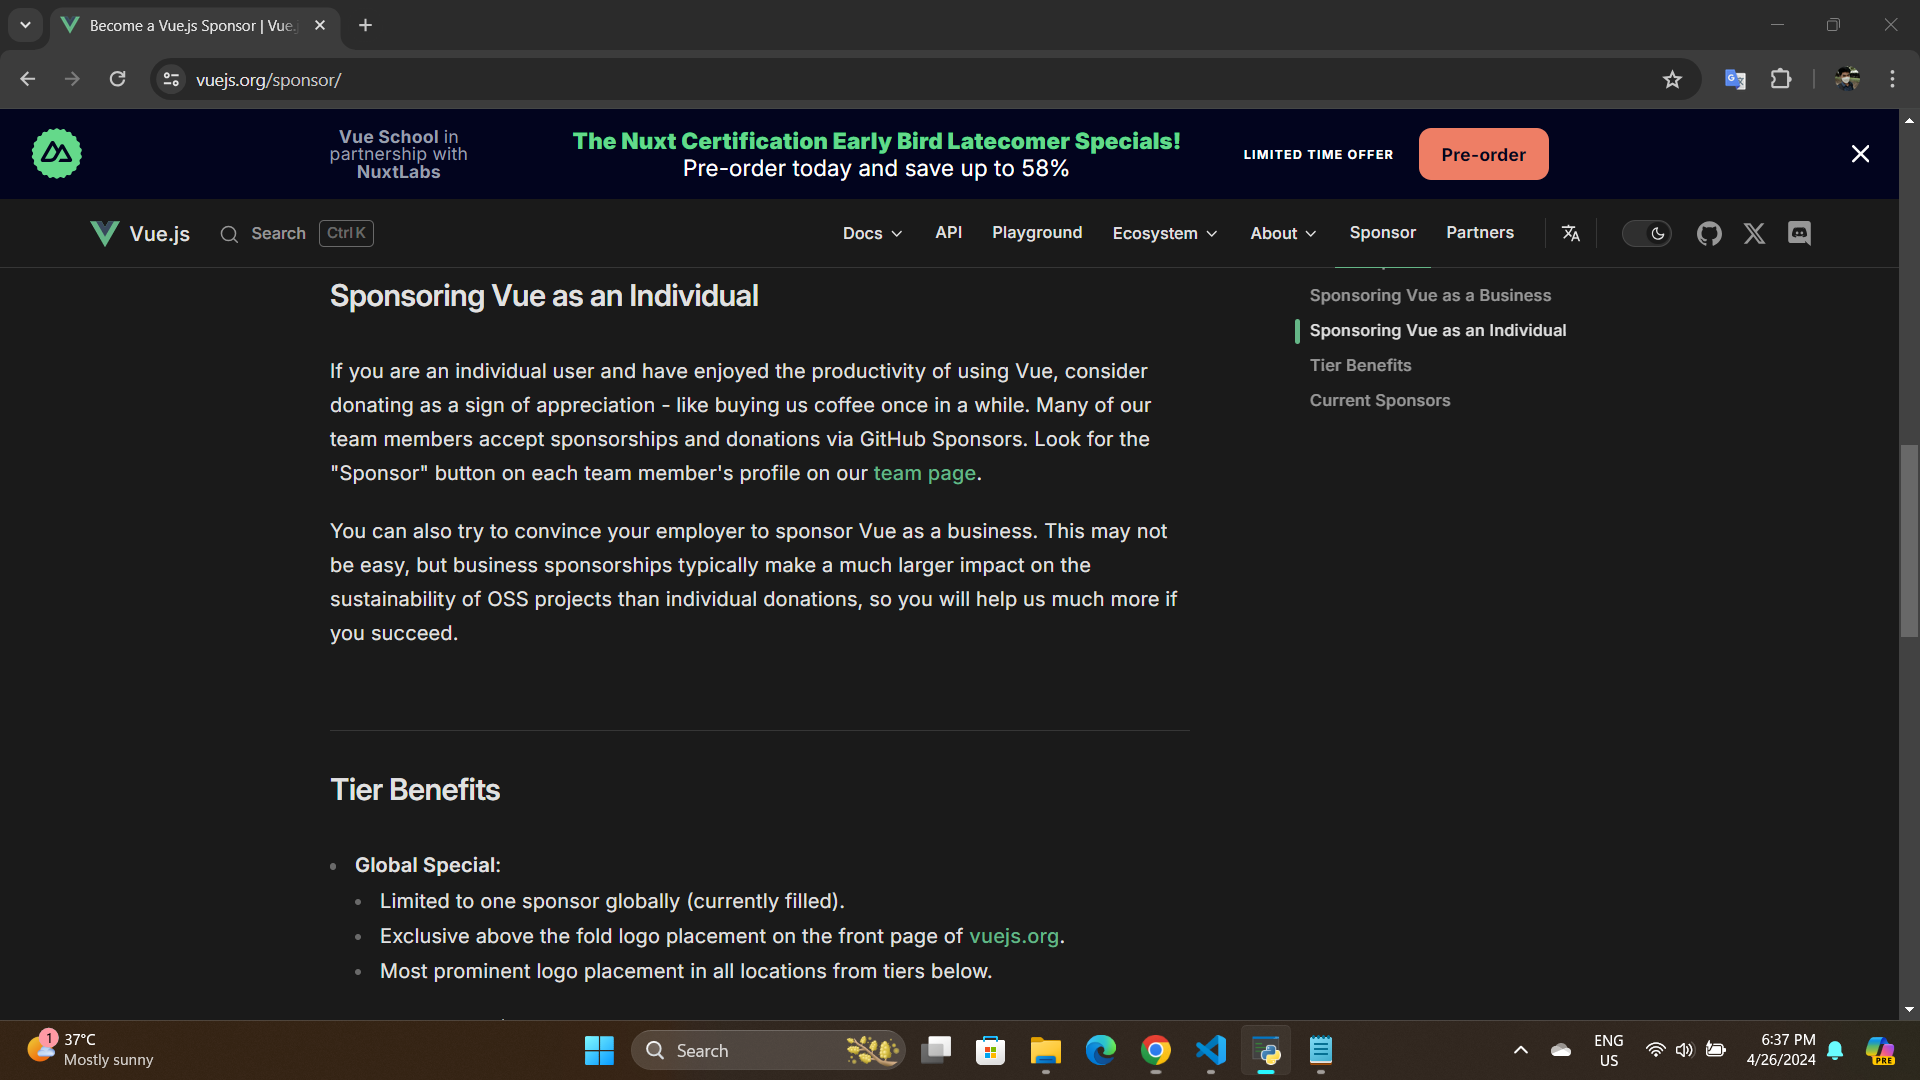 Become a Vue.js Sponsor | Vue.j
vuejs.org/sponsor/
Vue School in
partnership with
NuxtLabs
The Nuxt Certification Early Bird Latecomer Specials!
Pre-order today and save up to 58%
LIMITED TIME OFFER
Pre-order
Vue.js
Search
Ctrl K
Docs
API
Playground
Ecosystem
About
Sponsor
Partners
Sponsoring Vue as an Individual
If you are an individual user and have enjoyed the productivity of using Vue, consider
donating as a sign of appreciation - like buying us coffee once in a while. Many of our
team members accept sponsorships and donations via GitHub Sponsors. Look for the
"Sponsor" button on each team member's profile on our team page.
You can also try to convince your employer to sponsor Vue as a business. This may not
be easy, but business sponsorships typically make a much larger impact on the
sustainability of OSS projects than individual donations, so you will help us much more if
you succeed.
Sponsoring Vue as a Business
Sponsoring Vue as an Individual
Tier Benefits
Current Sponsors
Tier Benefits
Global Special:
Limited to one sponsor globally (currently filled).
Exclusive above the fold logo placement on the front page of vuejs.org.
Most prominent logo placement in all locations from tiers below.
1
37°C
Mostly sunny
Search
ENG
US
6:37 PM
4/26/2024
PRE